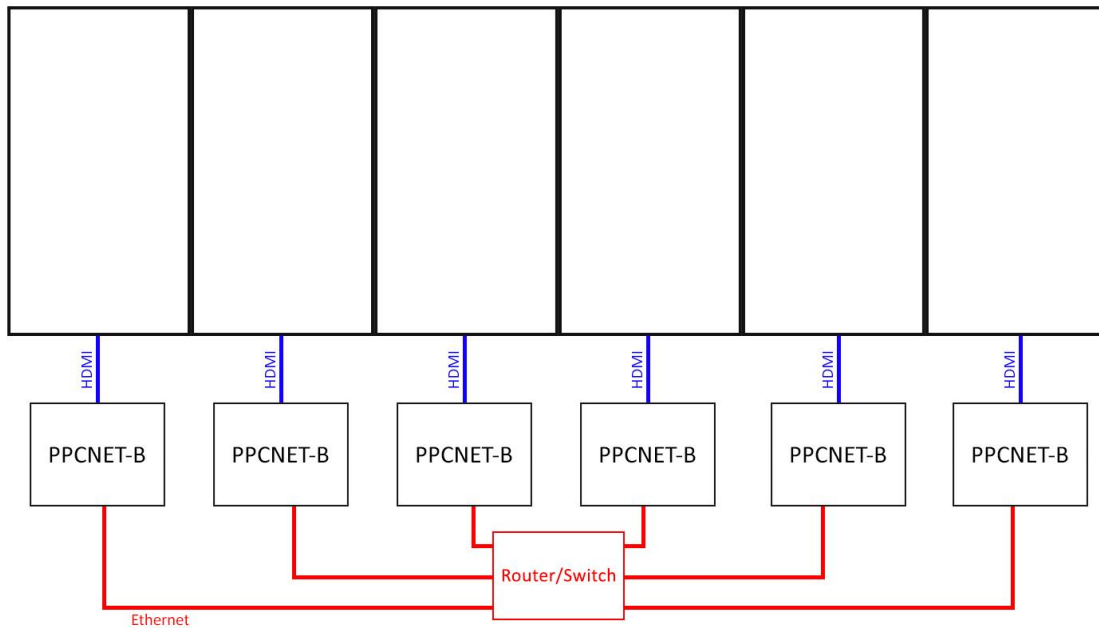 HDMI
HDMI
HDMI
HDMI
HDMI
HDMI
PPCNET-B
PPCNET-B
PPCNET-B
PPCNET-B
PPCNET-B
PPCNET-B
Router/Switch
Ethernet